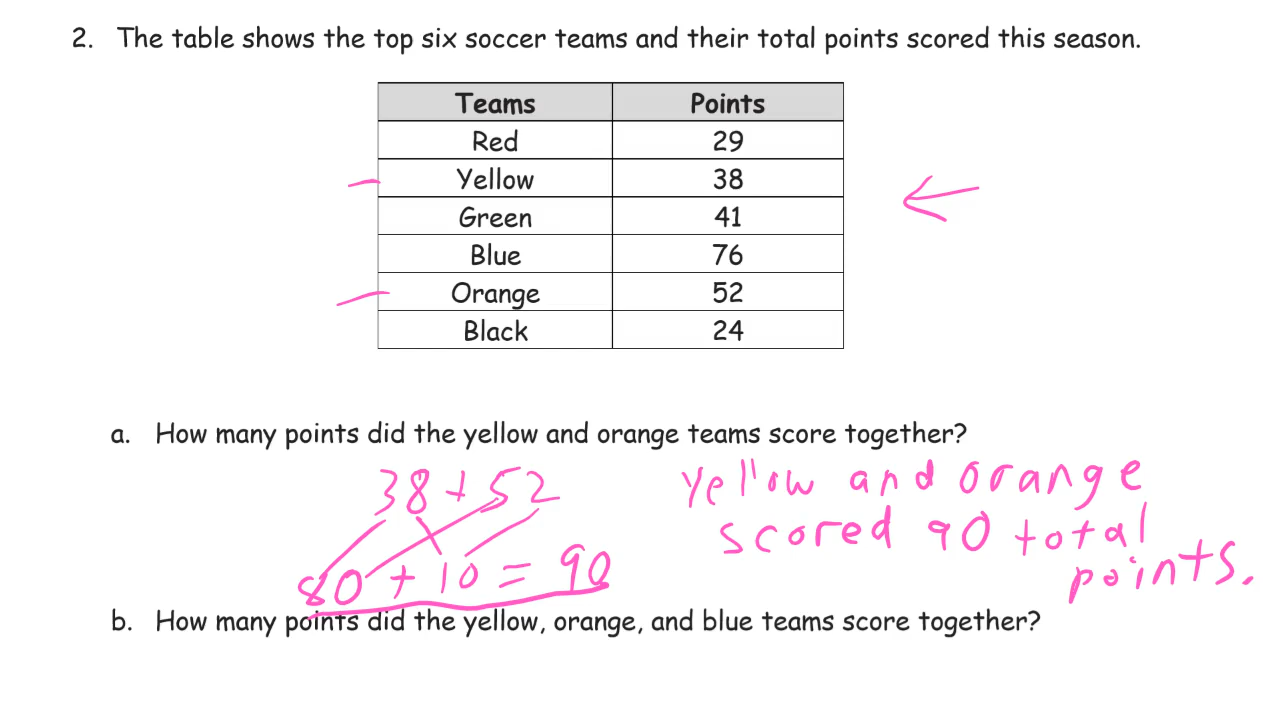 2. The table shows the top six soccer teams and their total points scored this season.
Teams Points
Red 29
Yellow 38
Green 41
Blue 76
Orange 52
Black 24
a. How many points did the yellow and orange teams score together?
38 + 52
80 + 10 = 90
Yellow and orange
scored 90 total
points.
b. How many points did the yellow, orange, and blue teams score together?